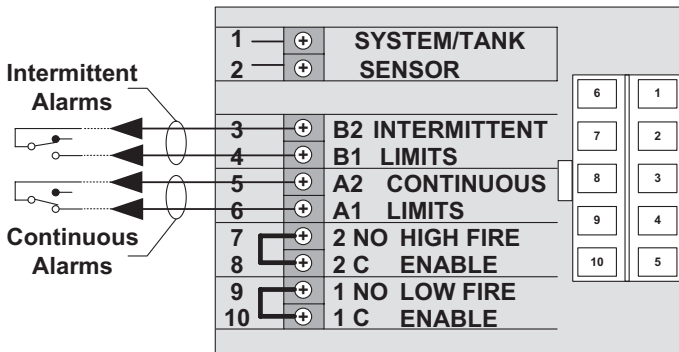 Intermittent
Alarms
Continuous
Alarms
1 SYSTEM/TANK
2 SENSOR
3 B2 INTERMITTENT
4 B1 LIMITS
5 A2 CONTINUOUS
6 A1 LIMITS
7 2 NO HIGH FIRE
8 2 C ENABLE
9 1 NO LOW FIRE
10 1 C ENABLE
6 1
7 2
8 3
9 4
10 5